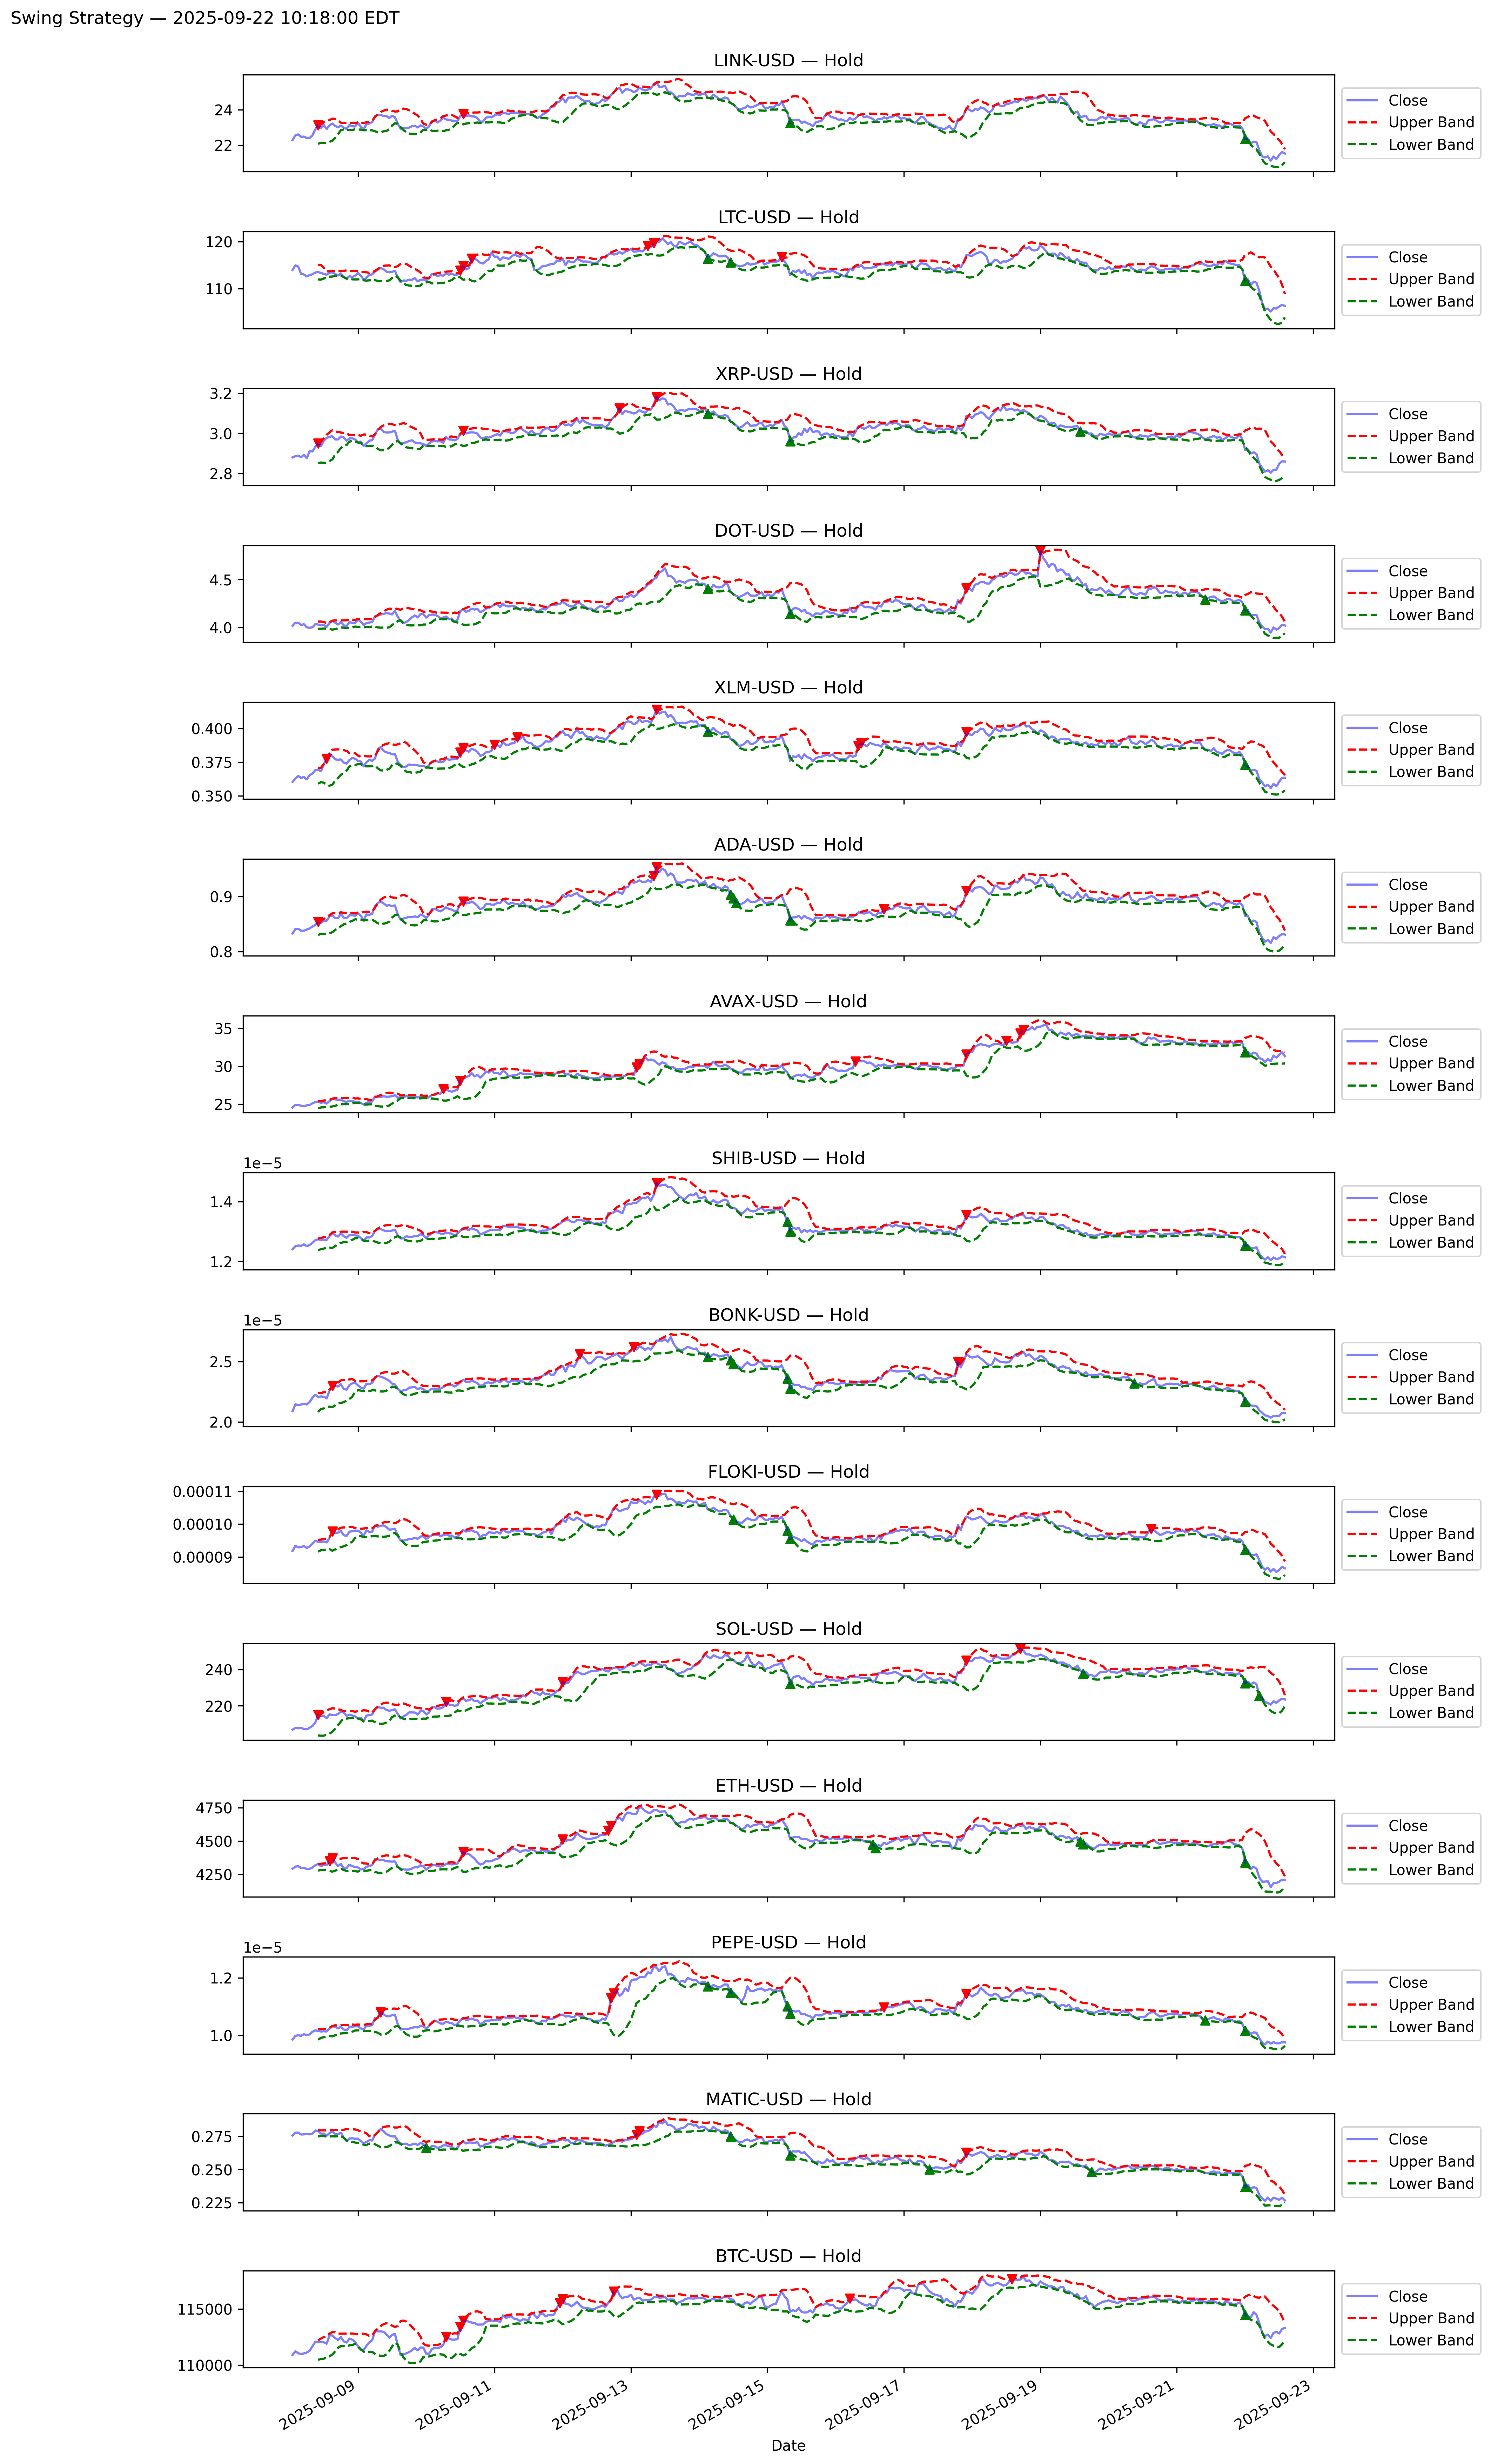 Swing Strategy — 2025-09-22 10:18:00 EDT
LINK-USD — Hold
24
22
Close
Upper Band
Lower Band
LTC-USD — Hold
120
110
Close
Upper Band
Lower Band
XRP-USD — Hold
3.2
3.0
2.8
Close
Upper Band
Lower Band
DOT-USD — Hold
4.5
4.0
Close
Upper Band
Lower Band
XLM-USD — Hold
0.400
0.375
0.350
Close
Upper Band
Lower Band
ADA-USD — Hold
0.9
0.8
Close
Upper Band
Lower Band
AVAX-USD — Hold
35
30
25
Close
Upper Band
Lower Band
SHIB-USD — Hold
1e−5
1.4
1.2
Close
Upper Band
Lower Band
BONK-USD — Hold
1e−5
2.5
2.0
Close
Upper Band
Lower Band
FLOKI-USD — Hold
0.00011
0.00010
0.00009
Close
Upper Band
Lower Band
SOL-USD — Hold
240
220
Close
Upper Band
Lower Band
ETH-USD — Hold
4750
4500
4250
Close
Upper Band
Lower Band
PEPE-USD — Hold
1e−5
1.2
1.0
Close
Upper Band
Lower Band
MATIC-USD — Hold
0.275
0.250
0.225
Close
Upper Band
Lower Band
BTC-USD — Hold
115000
110000
Close
Upper Band
Lower Band
2025-09-09
2025-09-11
2025-09-13
2025-09-15
2025-09-17
2025-09-19
2025-09-21
2025-09-23
Date